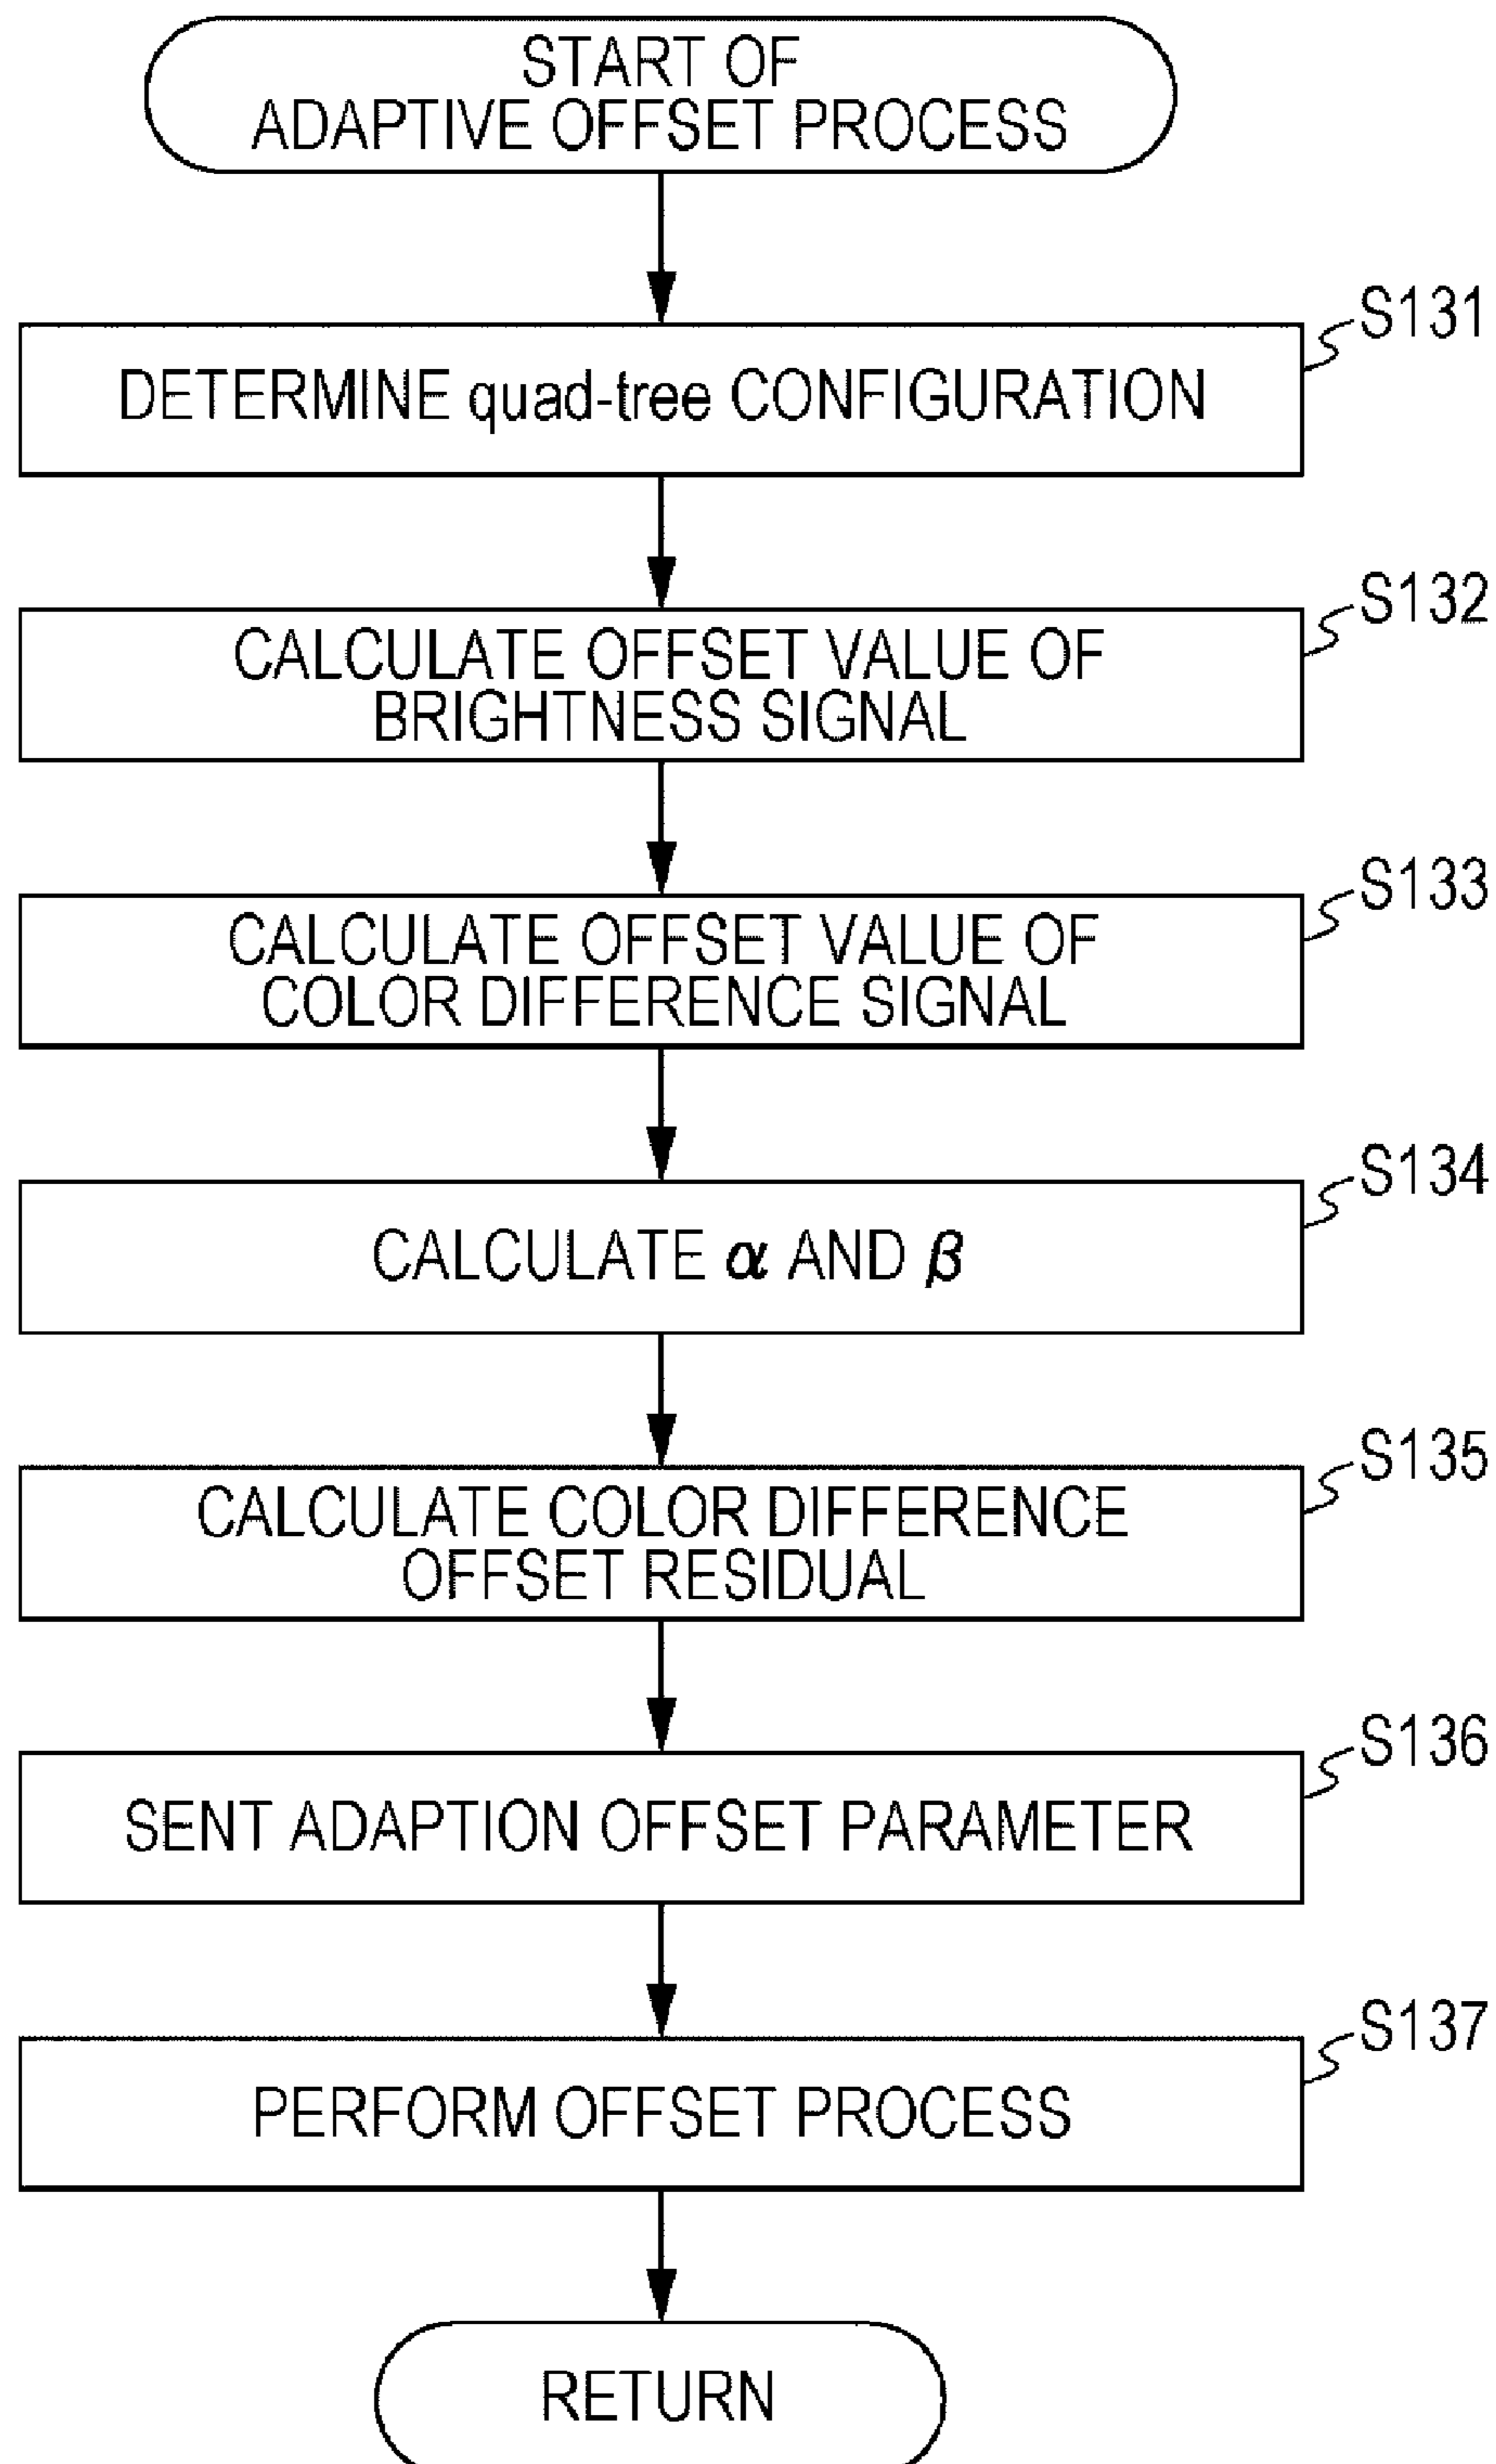 START OF
ADAPTIVE OFFSET PROCESS
S131
DETERMINE quad-tree CONFIGURATION
S132
CALCULATE OFFSET VALUE OF
BRIGHTNESS SIGNAL
S133
CALCULATE OFFSET VALUE OF
COLOR DIFFERENCE SIGNAL
S134
CALCULATE α AND β
S135
CALCULATE COLOR DIFFERENCE
OFFSET RESIDUAL
S136
SENT ADAPTION OFFSET PARAMETER
S137
PERFORM OFFSET PROCESS
RETURN